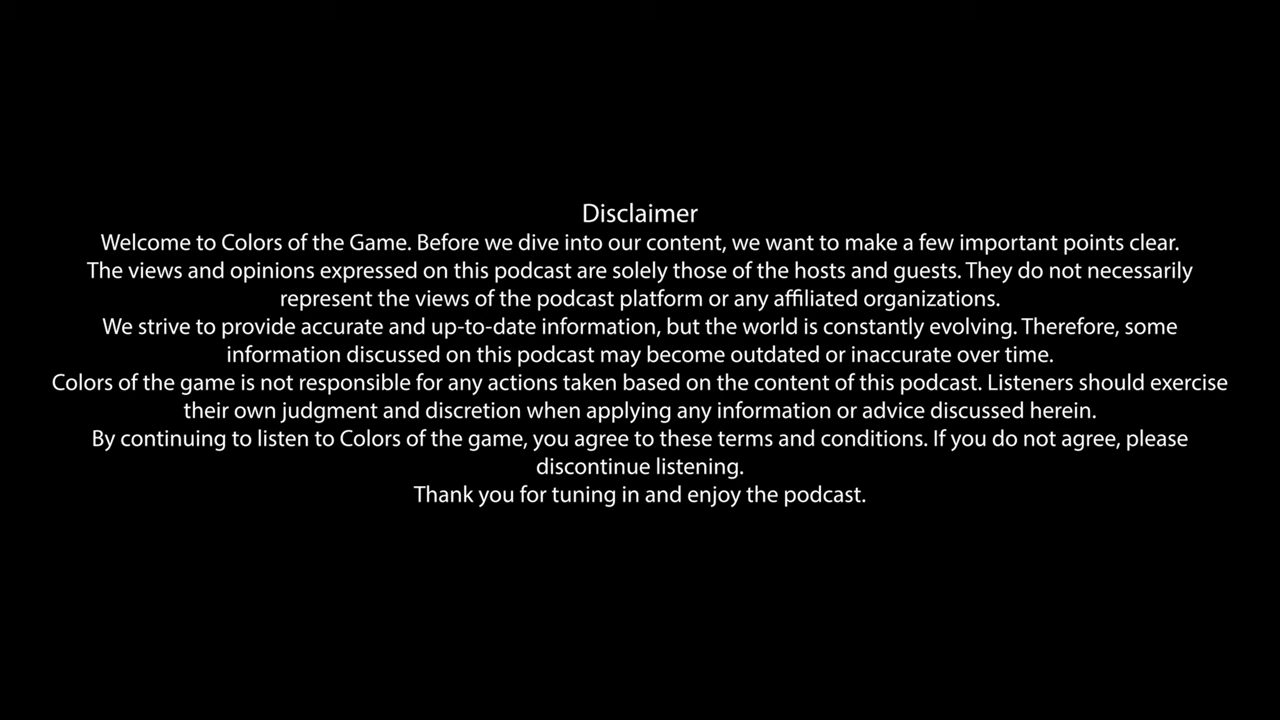 Disclaimer
Welcome to Colors of the Game. Before we dive into our content, we want to make a few important points clear.
The views and opinions expressed on this podcast are solely those of the hosts and guests. They do not necessarily
represent the views of the podcast platform or any affiliated organizations.
We strive to provide accurate and up-to-date information, but the world is constantly evolving. Therefore, some
information discussed on this podcast may become outdated or inaccurate over time.
Colors of the game is not responsible for any actions taken based on the content of this podcast. Listeners should exercise
their own judgment and discretion when applying any information or advice discussed herein.
By continuing to listen to Colors of the game, you agree to these terms and conditions. If you do not agree, please
discontinue listening.
Thank you for tuning in and enjoy the podcast.